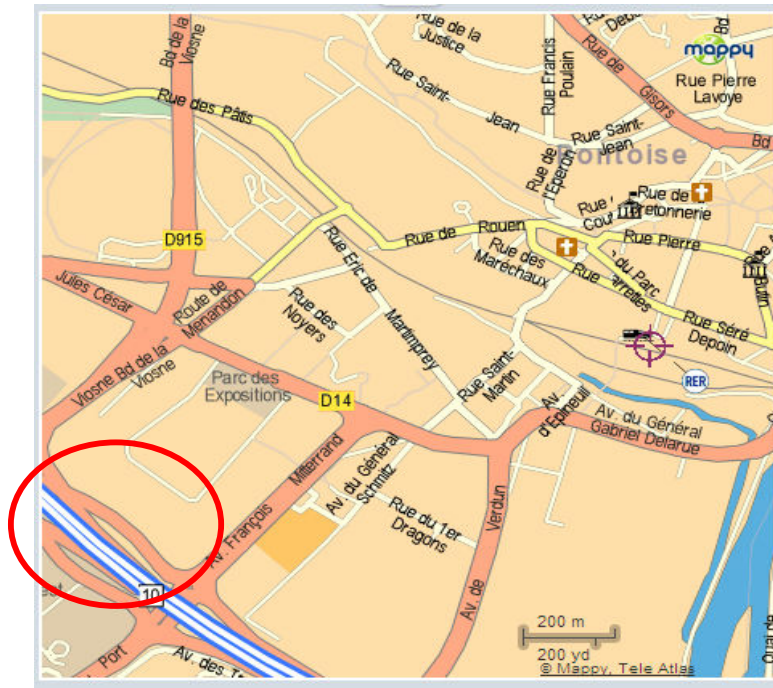 Bd de la
Viosne
Rue de la
Justice
Rue Francis
Poulain
Rue de
Gisors
mappy
Rue Pierre
Lavoye
Bd.
Rue des Pâtis
Rue Saint-
Jean
Rue Saint-
Jean
Bd
Pontoise
Rue de
l'Eperon
Rue de
Bretonnerie
D915
Rue de Rouen
Rue Pierre
Butin
Rue des
Maréchaux
du Parc
Rue Eric de
Martimprey
Jules César
Route de
Menandon
Rue des
Noyers
Rue Séré
Depoin
Viosne Bd de la
Viosne
Parc des
Expositions
D14
Rue Saint-
Martin
RER
Av.
d'Epineuil
Av. du Général
Gabriel Delarue
Av. François
Mitterrand
Av. du Général
Schmitz
Rue du 1er
Dragons
Av. de
Verdun
10
Port
Av. des
Quai de
200 m
200 yd
© Mappy, Tele Atlas